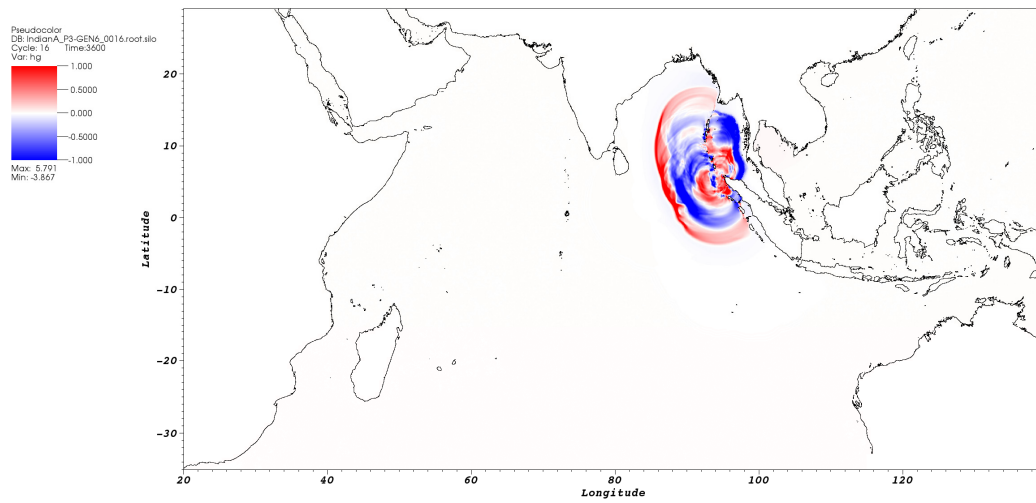 Pseudocolor
DB: IndianA_P3-GEN6_0016.root.silo
Cycle: 16 Time:3600
Var: hg
1.000
0.5000
0.000
-0.5000
-1.000
Max: 5.791
Min: -3.867
Latitude
20
10
0
-10
-20
-30
20
40
60
80
100
120
Longitude